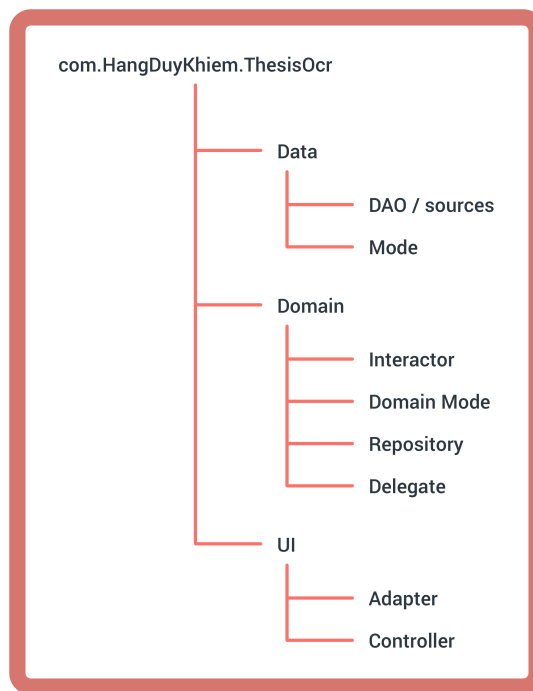 com.HangDuyKhiem.ThesisOcr
Data
DAO / sources
Mode
Domain
Interactor
Domain Mode
Repository
Delegate
UI
Adapter
Controller